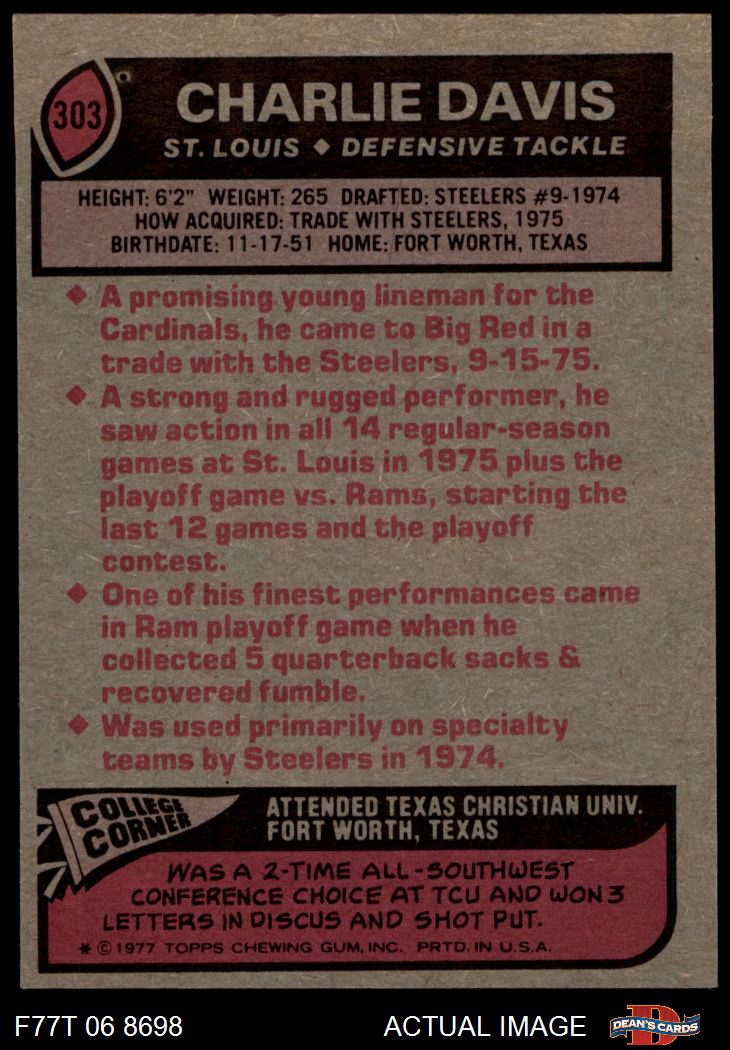 303
CHARLIE DAVIS
ST. LOUIS ◆ DEFENSIVE TACKLE
HEIGHT: 6'2" WEIGHT: 265 DRAFTED: STEELERS #9-1974
HOW ACQUIRED: TRADE WITH STEELERS, 1975
BIRTHDATE: 11-17-51 HOME: FORT WORTH, TEXAS
◆ A promising young lineman for the
Cardinals, he came to Big Red in a
trade with the Steelers, 9-15-75.
◆ A strong and rugged performer, he
saw action in all 14 regular-season
games at St. Louis in 1975 plus the
playoff game vs. Rams, starting the
last 12 games and the playoff
contest.
◆ One of his finest performances came
in Ram playoff game when he
collected 5 quarterback sacks &
recovered fumble.
◆ Was used primarily on specialty
teams by Steelers in 1974.
COLLEGE
CORNER
ATTENDED TEXAS CHRISTIAN UNIV.
FORT WORTH, TEXAS
WAS A 2-TIME ALL-SOUTHWEST
CONFERENCE CHOICE AT TCU AND WON 3
LETTERS IN DISCUS AND SHOT PUT.
* © 1977 TOPPS CHEWING GUM, INC. PRTD. IN U.S.A.
F77T 06 8698
ACTUAL IMAGE
D
DEAN'S CARDS